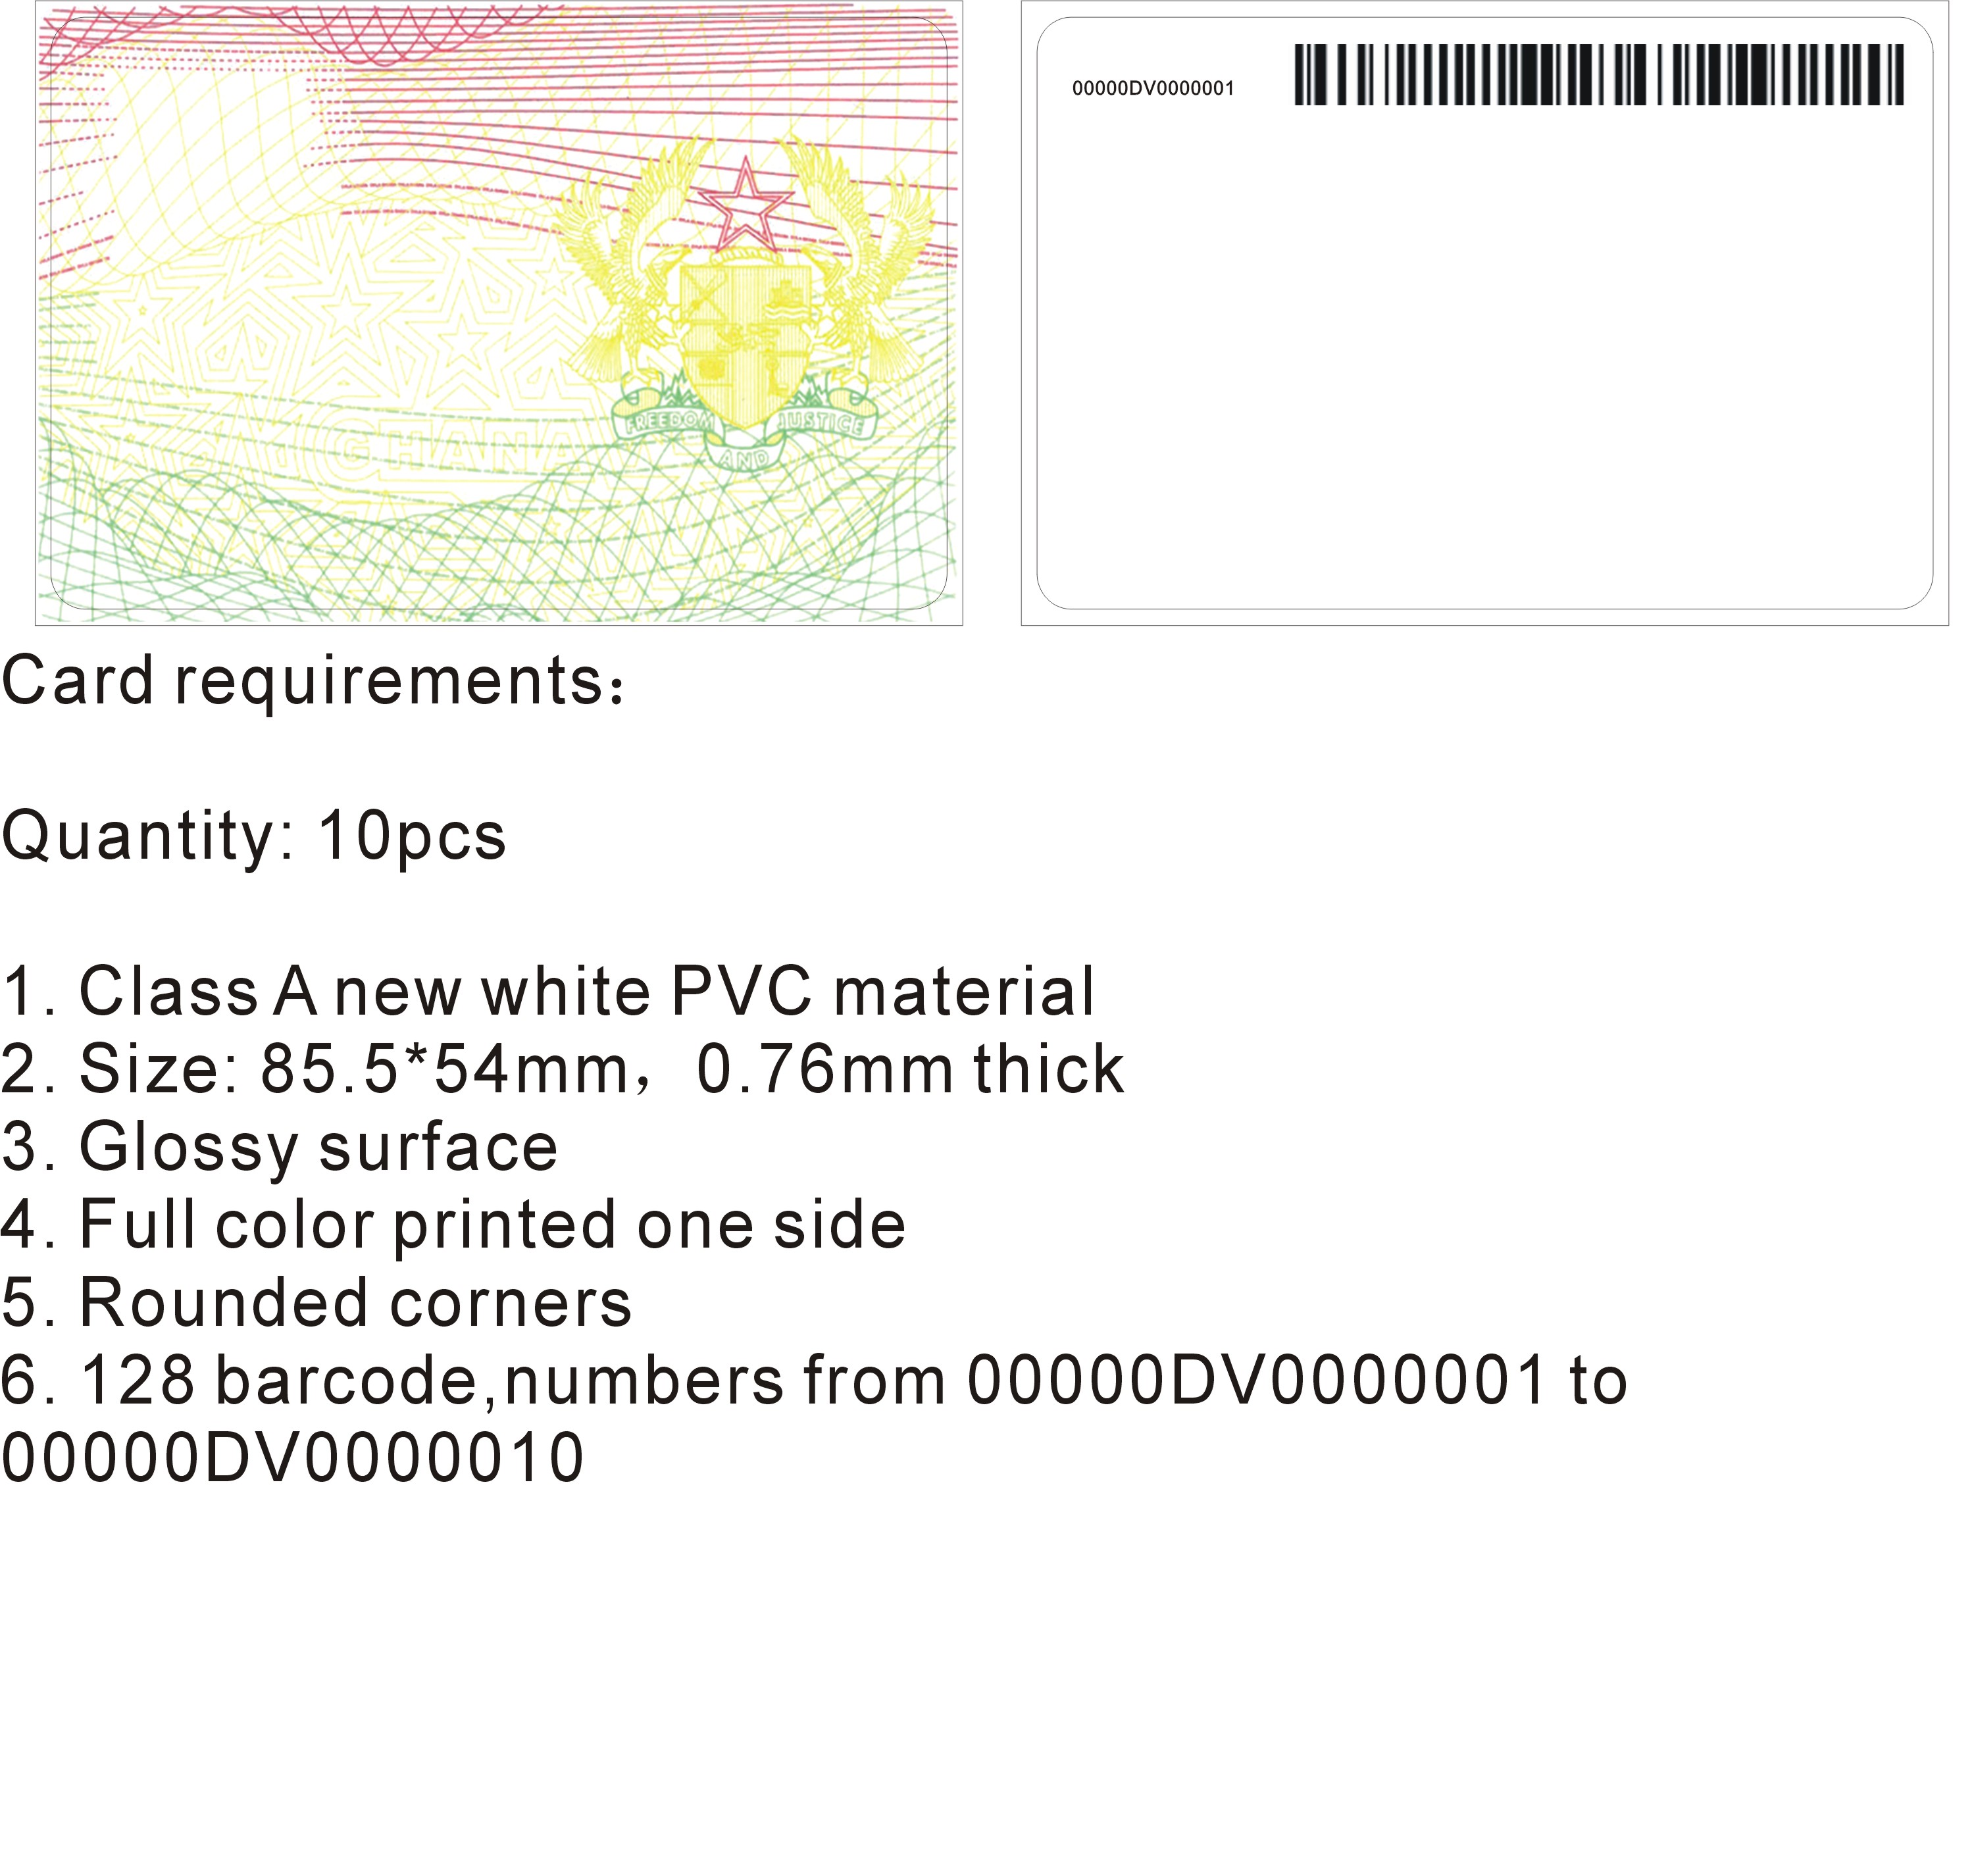 00000DV0000001
GHANA
FREEDOM
JUSTICE
AND
Card requirements：
Quantity: 10pcs
1. Class A new white PVC material
2. Size: 85.5*54mm，0.76mm thick
3. Glossy surface
4. Full color printed one side
5. Rounded corners
6. 128 barcode,numbers from 00000DV0000001 to
00000DV0000010